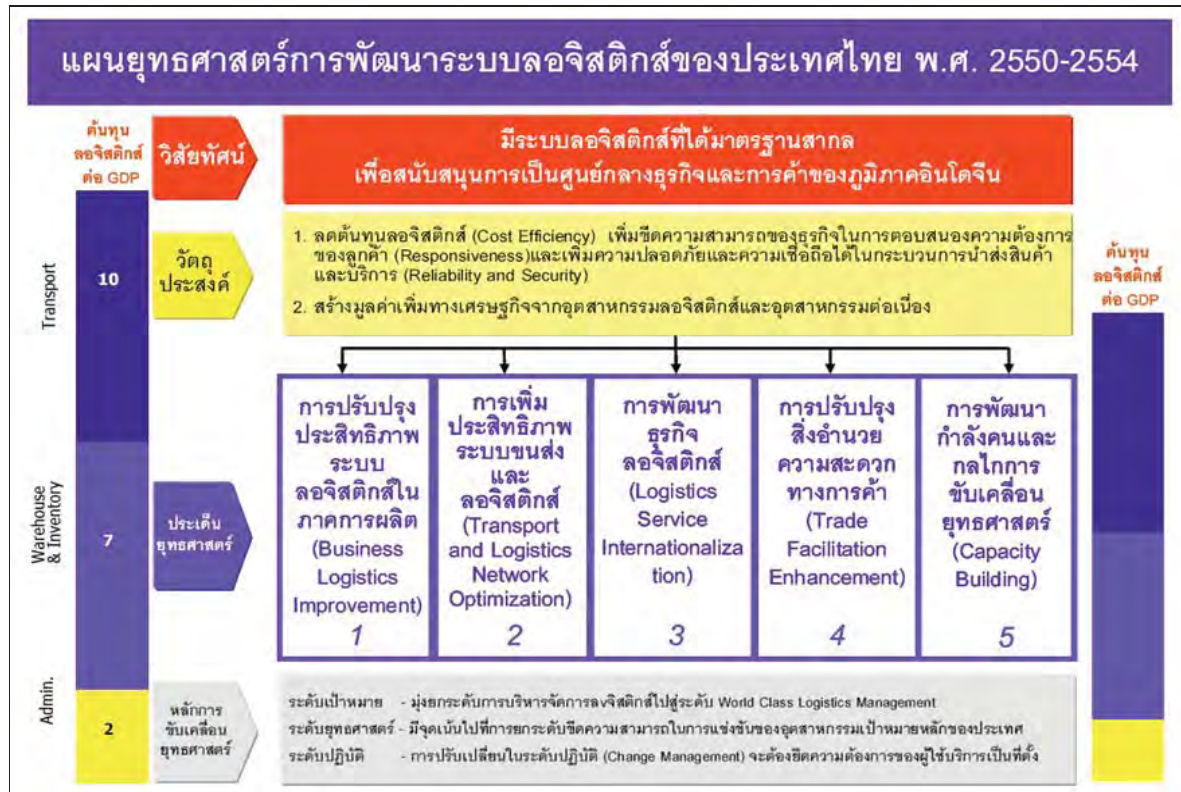 แผนยุทธศาสตร์การพัฒนาระบบลอจิสติกส์ของประเทศไทย พ.ศ. 2550-2554
ต้นทุน
ลอจิสติกส์
ต่อ GDP
วิสัยทัศน์
มีระบบลอจิสติกส์ที่ได้มาตรฐานสากล
เพื่อสนับสนุนการเป็นศูนย์กลางธุรกิจและการค้าของภูมิภาคอินโดจีน
Transport
10
วัตถุ
ประสงค์
1. ลดต้นทุนลอจิสติกส์ (Cost Efficiency) เพิ่มขีดความสามารถของธุรกิจในการตอบสนองความต้องการ
ของลูกค้า (Responsiveness)และเพิ่มความปลอดภัยและความเชื่อถือได้ในกระบวนการนำส่งสินค้า
และบริการ (Reliability and Security)
2. สร้างมูลค่าเพิ่มทางเศรษฐกิจจากอุตสาหกรรมลอจิสติกส์และอุตสาหกรรมต่อเนื่อง
ต้นทุน
ลอจิสติกส์
ต่อ GDP
Warehouse
& Inventory
7
ประเด็น
ยุทธศาสตร์
การปรับปรุง
ประสิทธิภาพ
ระบบ
ลอจิสติกส์ใน
ภาคการผลิต
(Business
Logistics
Improvement)
1
การเพิ่ม
ประสิทธิภาพ
ระบบขนส่ง
และ
ลอจิสติกส์
(Transport
and Logistics
Network
Optimization)
2
การพัฒนา
ธุรกิจ
ลอจิสติกส์
(Logistics
Service
Internationaliza
tion)
3
การปรับปรุง
สิ่งอำนวย
ความสะดวก
ทางการค้า
(Trade
Facilitation
Enhancement)
4
การพัฒนา
กำลังคนและ
กลไกการ
ขับเคลื่อน
ยุทธศาสตร์
(Capacity
Building)
5
Admin.
2
หลักการ
ขับเคลื่อน
ยุทธศาสตร์
ระดับเป้าหมาย - มุ่งยกระดับการบริหารจัดการลงจิสติกส์ไปสู่ระดับ World Class Logistics Management
ระดับยุทธศาสตร์ - มีจุดเน้นไปที่การยกระดับขีดความสามารถในการแข่งขันของอุตสาหกรรมเป้าหมายหลักของประเทศ
ระดับปฏิบัติ - การปรับเปลี่ยนในระดับปฏิบัติ (Change Management) จะต้องยึดความต้องการของผู้ใช้บริการเป็นที่ตั้ง